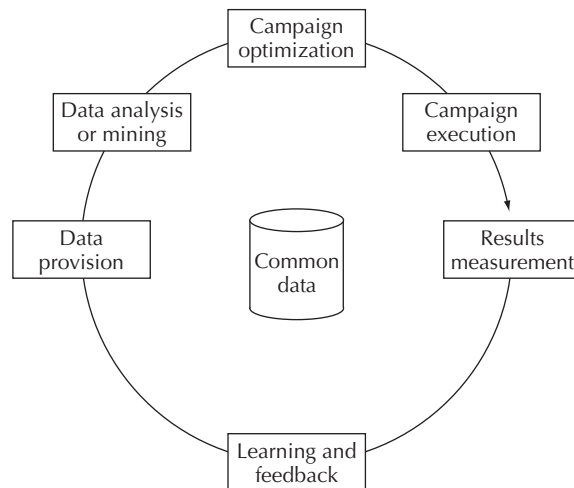 Campaign
optimization
Data analysis
or mining
Campaign
execution
Data
provision
Common
data
Results
measurement
Learning and
feedback